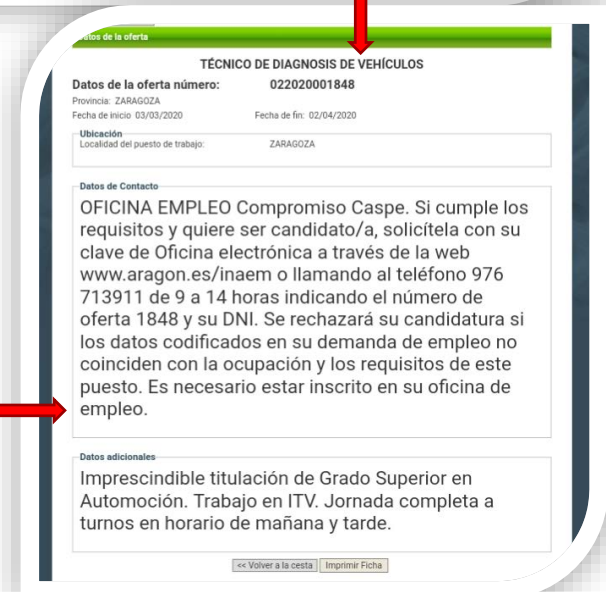 Datos de la oferta
TÉCNICO DE DIAGNOSIS DE VEHÍCULOS
Datos de la oferta número: 022020001848
Provincia: ZARAGOZA
Fecha de inicio 03/03/2020 Fecha de fin: 02/04/2020
Ubicación
Localidad del puesto de trabajo: ZARAGOZA
Datos de Contacto
OFICINA EMPLEO Compromiso Caspe. Si cumple los
requisitos y quiere ser candidato/a, solicítela con su
clave de Oficina electrónica a través de la web
www.aragon.es/inaem o llamando al teléfono 976
713911 de 9 a 14 horas indicando el número de
oferta 1848 y su DNI. Se rechazará su candidatura si
los datos codificados en su demanda de empleo no
coinciden con la ocupación y los requisitos de este
puesto. Es necesario estar inscrito en su oficina de
empleo.
Datos adicionales
Imprescindible titulación de Grado Superior en
Automoción. Trabajo en ITV. Jornada completa a
turnos en horario de mañana y tarde.
<< Volver a la cesta Imprimir Ficha